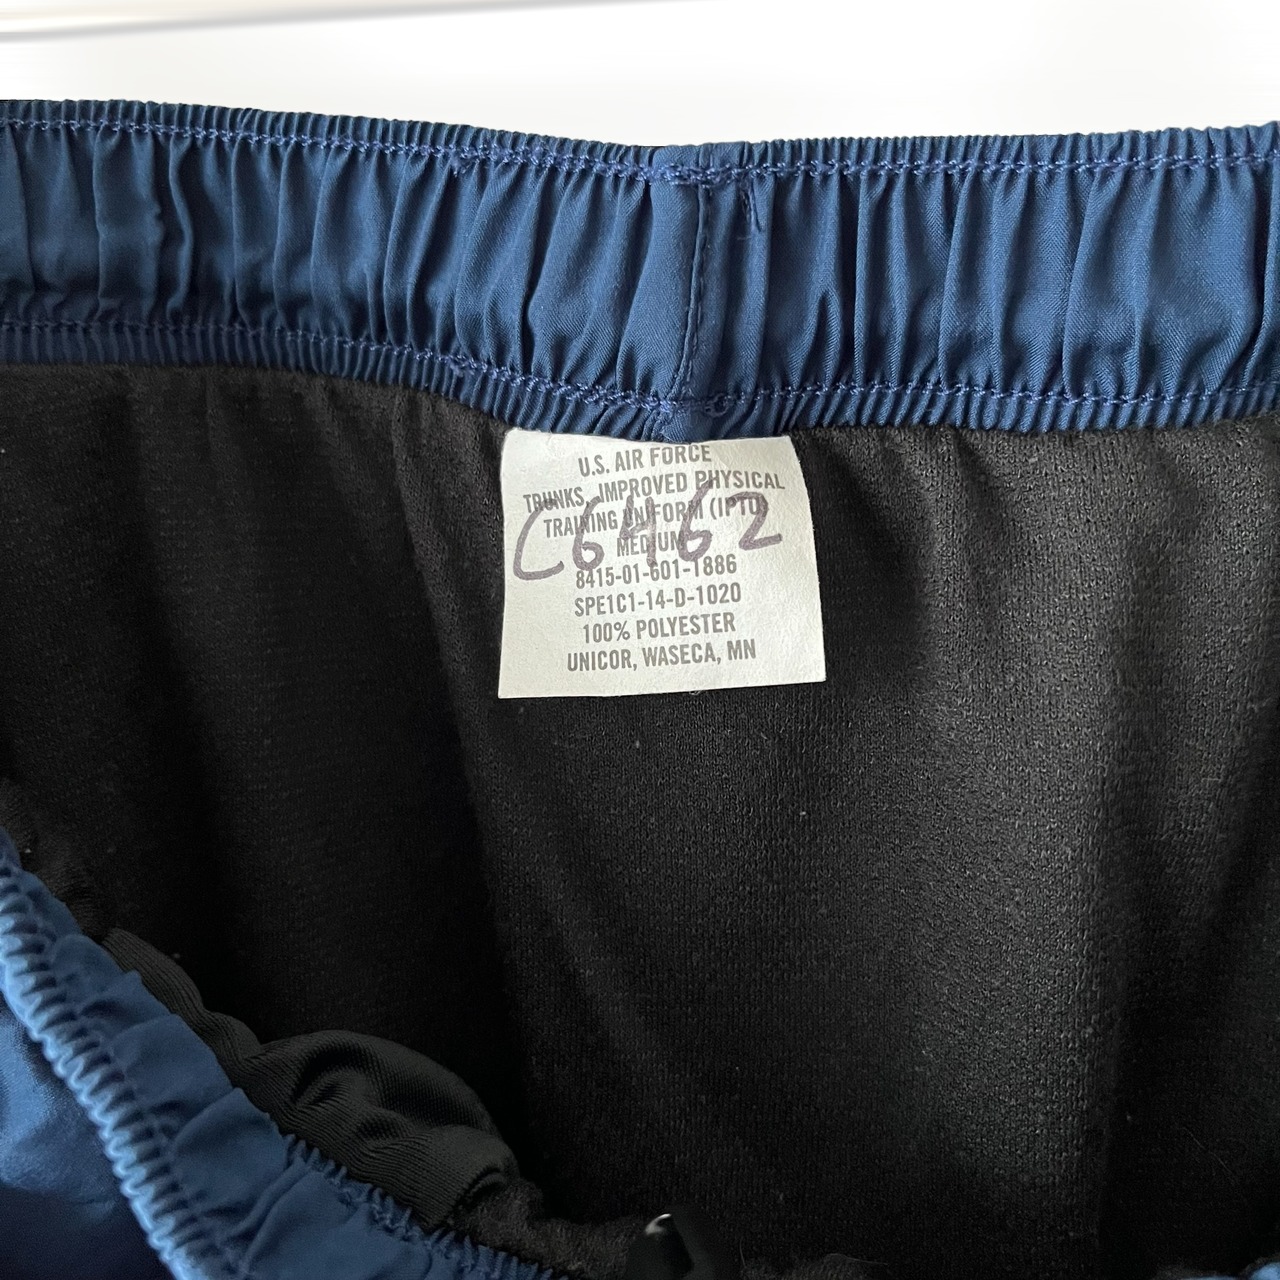 U.S. AIR FORCE
TRUNKS, IMPROVED PHYSICAL
TRAINING UNIFORM (IPTU)
C6462
MEDIUM
8415-01-601-1886
SPE1C1-14-D-1020
100% POLYESTER
UNICOR, WASECA, MN